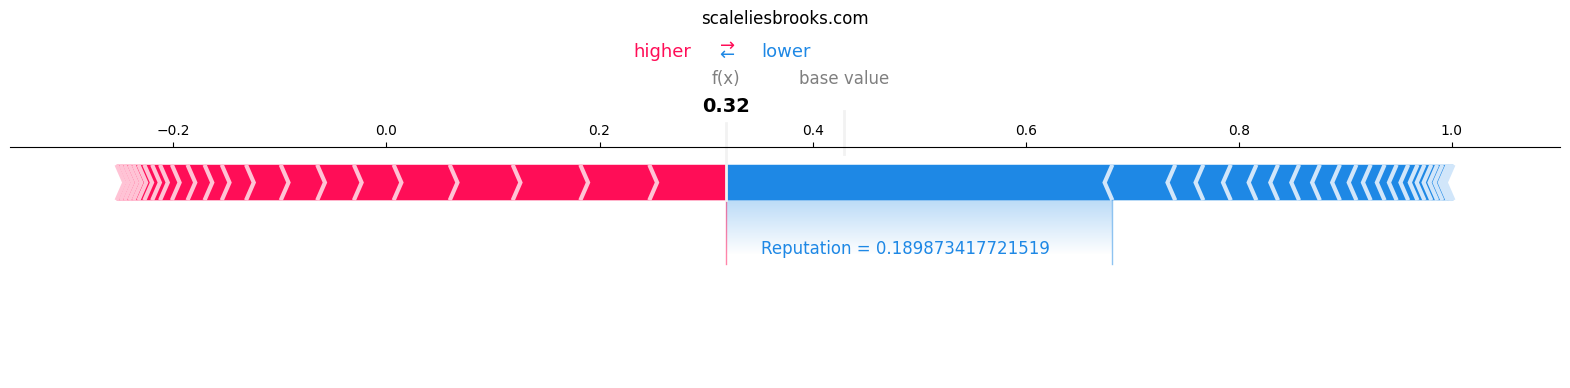 scaleliesbrooks.com
higher ⇄ lower
f(x) base value
0.32
−0.2 0.0 0.2 0.4 0.6 0.8 1.0
Reputation = 0.189873417721519